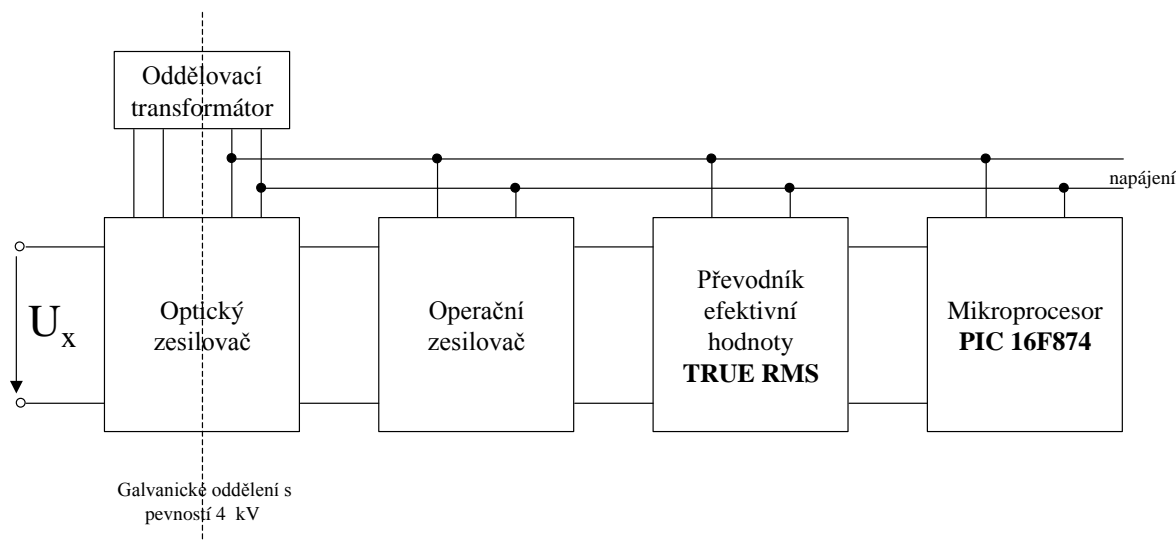 Oddělovací
transformátor
napájení
U_x
Optický
zesilovač
Operační
zesilovač
Převodník
efektivní
hodnoty
TRUE RMS
Mikroprocesor
PIC 16F874
Galvanické oddělení s
pevností 4 kV